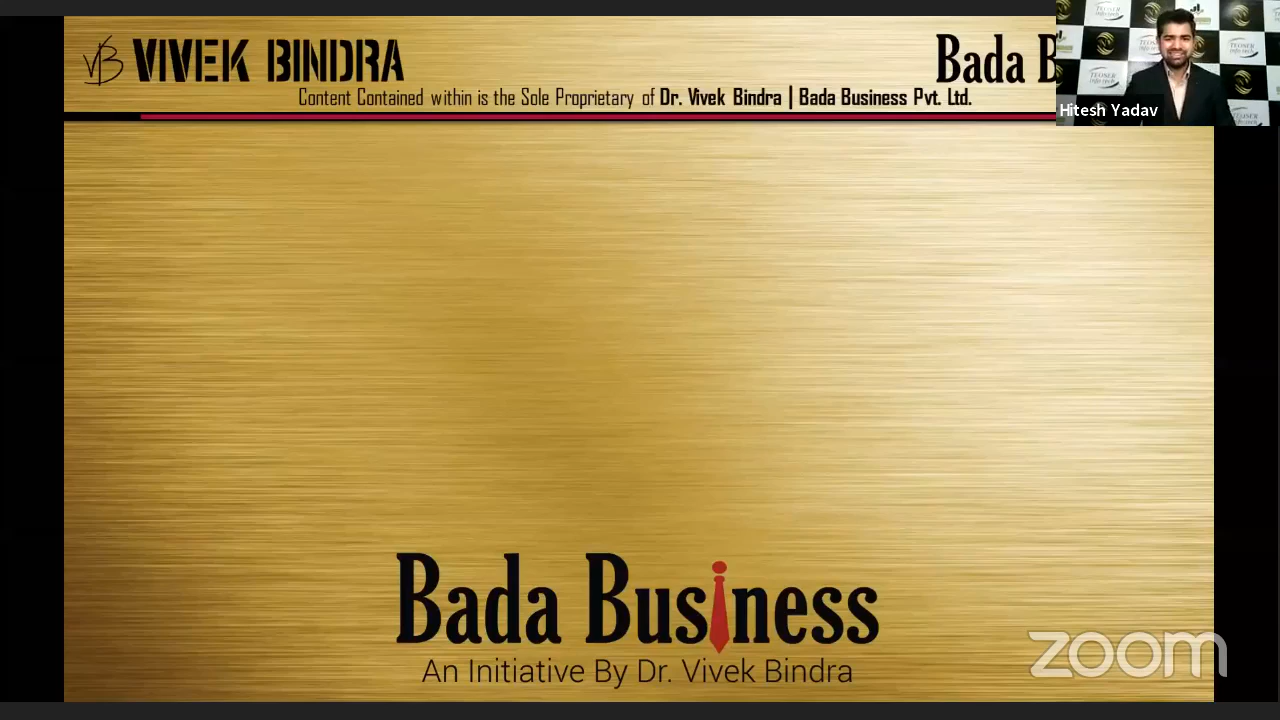 VB VIVEK BINDRA
Bada B
Content Contained within is the Sole Proprietary of Dr. Vivek Bindra | Bada Business Pvt. Ltd.
Hitesh Yadav
Bada Business
An Initiative By Dr. Vivek Bindra
zoom